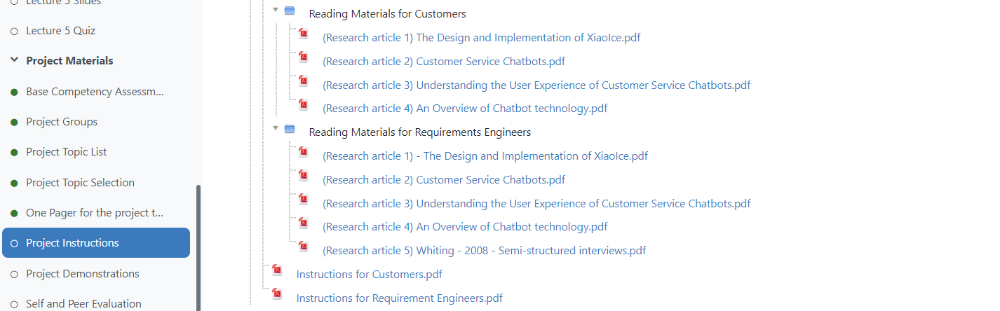 Lecture 5 Slides
Lecture 5 Quiz
Project Materials
Base Competency Assessm...
Project Groups
Project Topic List
Project Topic Selection
One Pager for the project t...
Project Instructions
Project Demonstrations
Self and Peer Evaluation
Reading Materials for Customers
(Research article 1) The Design and Implementation of XiaoIce.pdf
(Research article 2) Customer Service Chatbots.pdf
(Research article 3) Understanding the User Experience of Customer Service Chatbots.pdf
(Research article 4) An Overview of Chatbot technology.pdf
Reading Materials for Requirements Engineers
(Research article 1) - The Design and Implementation of XiaoIce.pdf
(Research article 2) Customer Service Chatbots.pdf
(Research article 3) Understanding the User Experience of Customer Service Chatbots.pdf
(Research article 4) An Overview of Chatbot technology.pdf
(Research article 5) Whiting - 2008 - Semi-structured interviews.pdf
Instructions for Customers.pdf
Instructions for Requirement Engineers.pdf